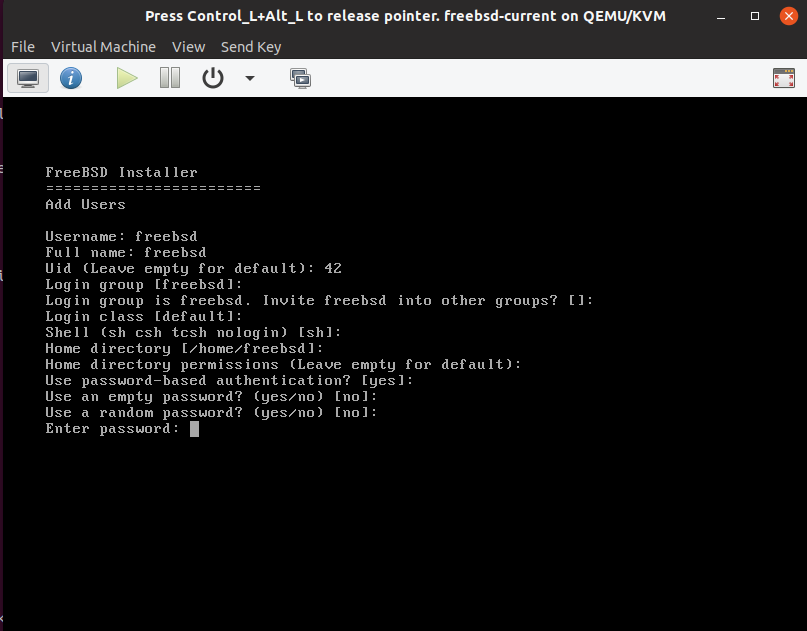 Press Control_L+Alt_L to release pointer. freebsd-current on QEMU/KVM
File Virtual Machine View Send Key
FreeBSD Installer
========================
Add Users
Username: freebsd
Full name: freebsd
Uid (Leave empty for default): 42
Login group [freebsd]:
Login group is freebsd. Invite freebsd into other groups? []:
Login class [default]:
Shell (sh csh tcsh nologin) [sh]:
Home directory [/home/freebsd]:
Home directory permissions (Leave empty for default):
Use password-based authentication? [yes]:
Use an empty password? (yes/no) [no]:
Use a random password? (yes/no) [no]:
Enter password: